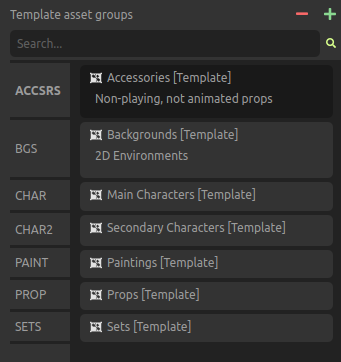 Template asset groups
Search...
ACCSRS
Accessories [Template]
Non-playing, not animated props
BGS
Backgrounds [Template]
2D Environments
CHAR
Main Characters [Template]
CHAR2
Secondary Characters [Template]
PAINT
Paintings [Template]
PROP
Props [Template]
SETS
Sets [Template]